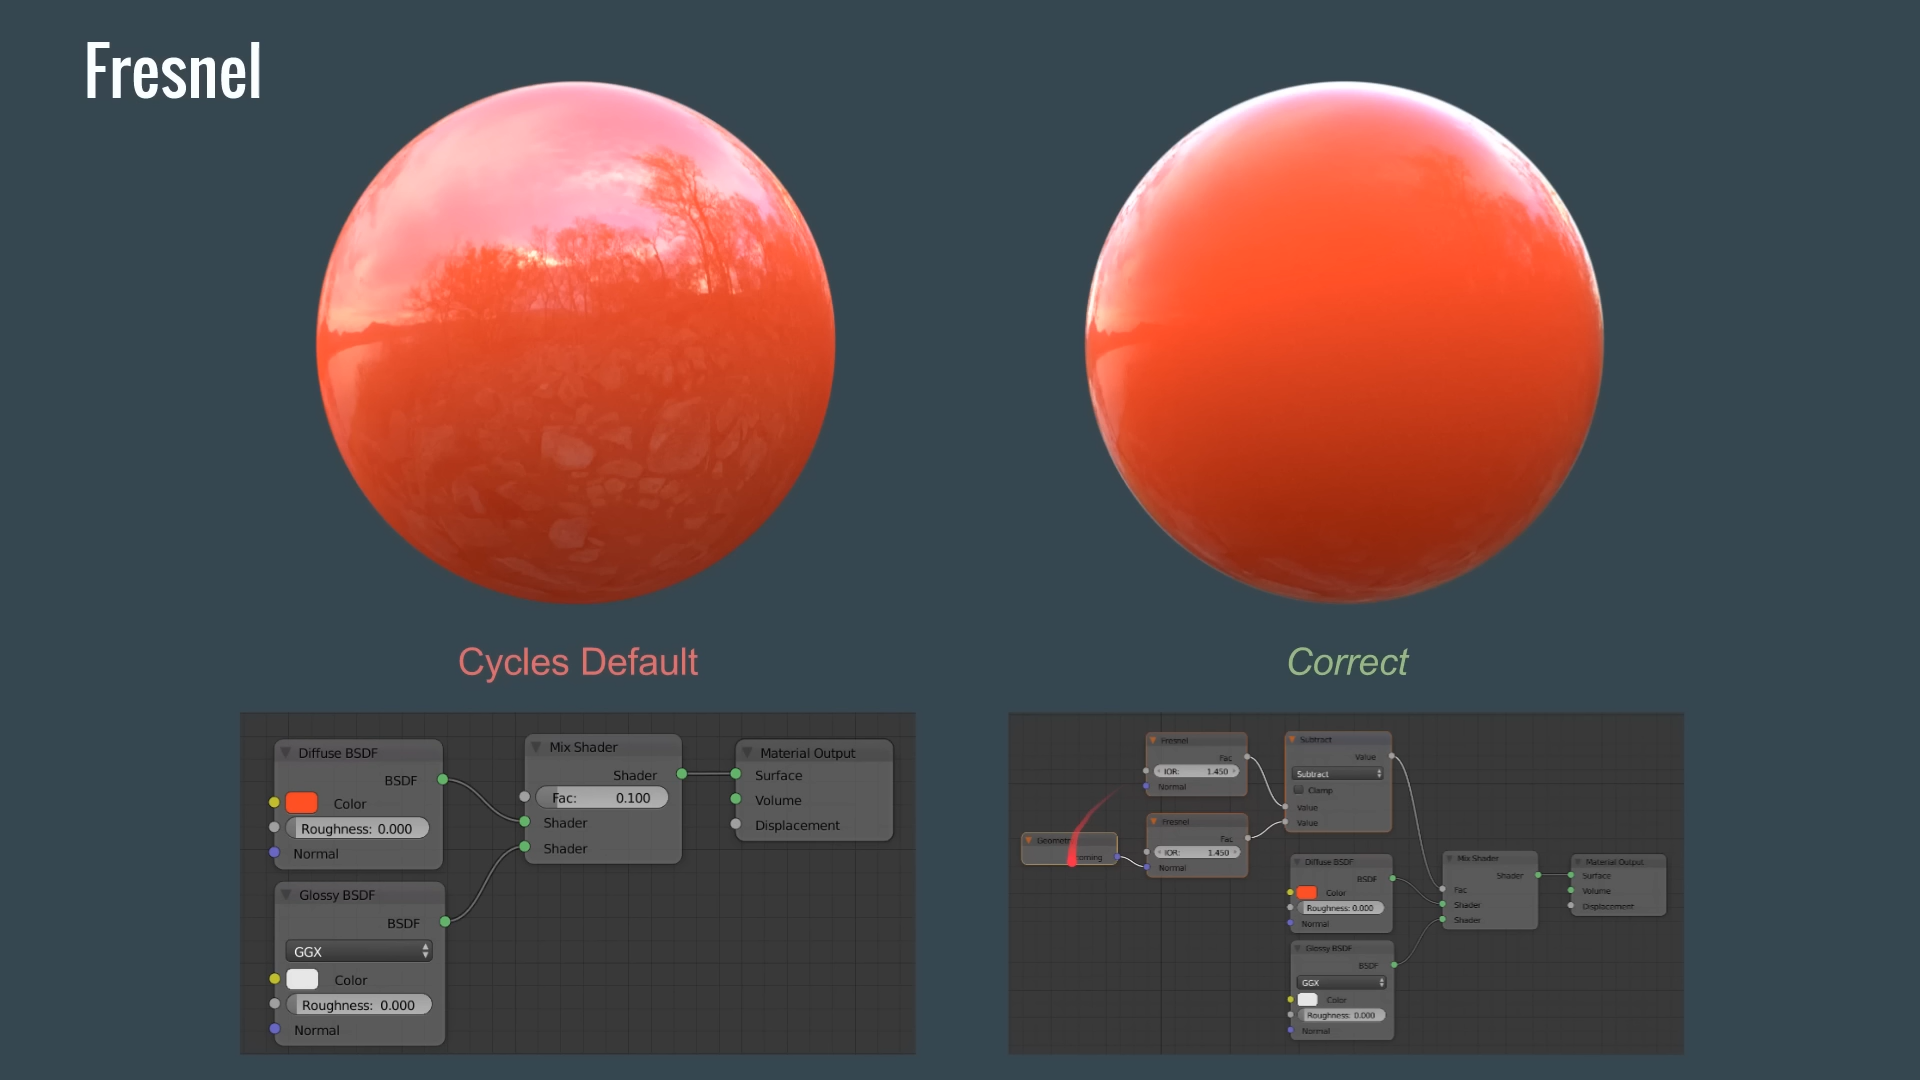 Fresnel
Cycles Default
Correct
Diffuse BSDF
BSDF
Color
Roughness: 0.000
Normal
Glossy BSDF
BSDF
GGX
Color
Roughness: 0.000
Normal
Mix Shader
Shader
Fac: 0.100
Shader
Shader
Material Output
Surface
Volume
Displacement
Fresnel
Fac
IOR: 1.450
Normal
Subtract
Value
Subtract
Clamp
Value
Value
Fresnel
Fac
IOR: 1.450
Normal
Diffuse BSDF
BSDF
Color
Roughness: 0.000
Normal
Glossy BSDF
BSDF
GGX
Color
Roughness: 0.000
Normal
Mix Shader
Shader
Fac
Shader
Shader
Material Output
Surface
Volume
Displacement